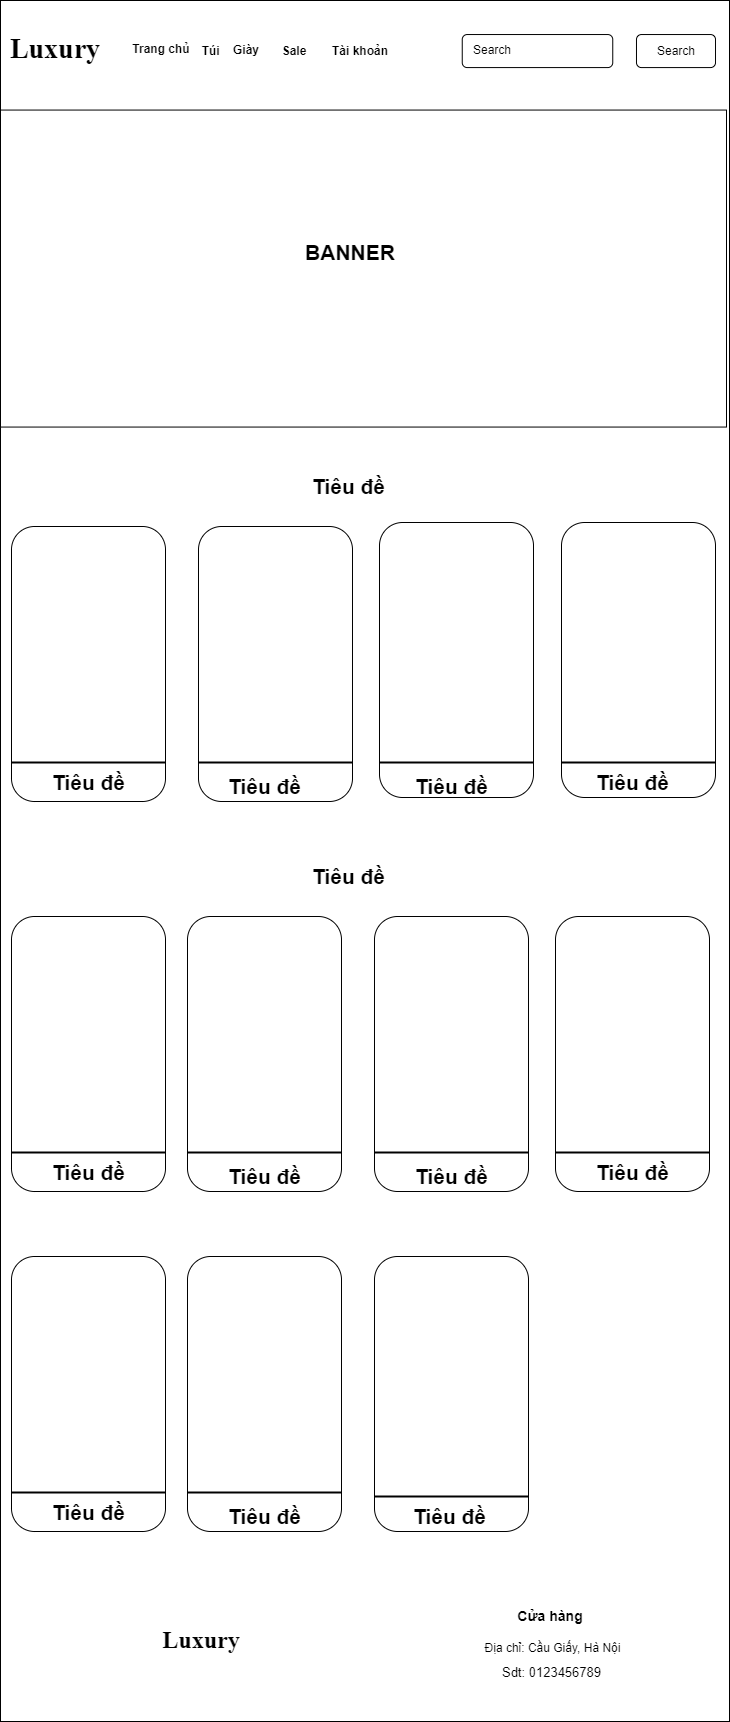 Luxury
Trang chủ Túi Giày Sale Tài khoản
Search
Search
BANNER
Tiêu đề
Tiêu đề
Tiêu đề
Tiêu đề
Tiêu đề
Tiêu đề
Tiêu đề
Tiêu đề
Tiêu đề
Tiêu đề
Tiêu đề
Tiêu đề
Tiêu đề
Luxury
Cửa hàng
Địa chỉ: Cầu Giấy, Hà Nội
Sdt: 0123456789